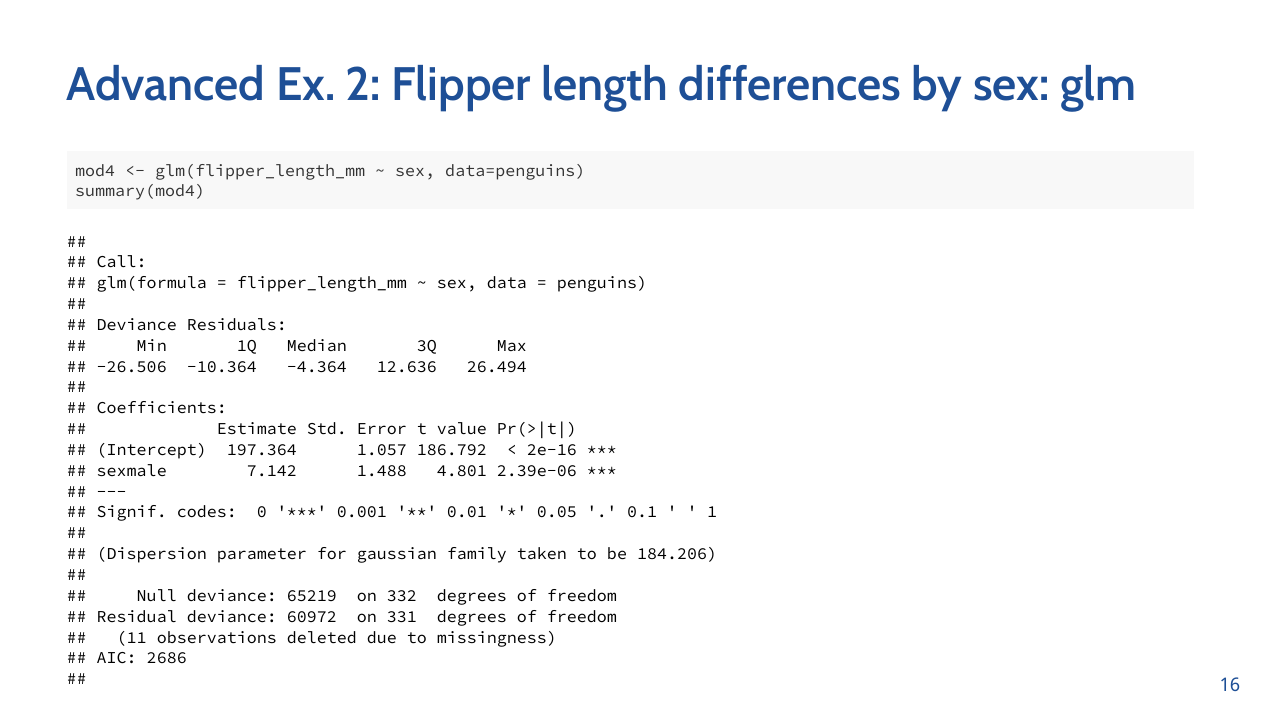 Advanced Ex. 2: Flipper length differences by sex: glm
mod4 <- glm(flipper_length_mm ~ sex, data=penguins)
summary(mod4)
##
## Call:
## glm(formula = flipper_length_mm ~ sex, data = penguins)
##
## Deviance Residuals:
##     Min       1Q   Median       3Q      Max
## -26.506  -10.364   -4.364   12.636   26.494
##
## Coefficients:
##             Estimate Std. Error t value Pr(>|t|)
## (Intercept)  197.364      1.057 186.792  < 2e-16 ***
## sexmale        7.142      1.488   4.801 2.39e-06 ***
## ---
## Signif. codes:  0 '***' 0.001 '**' 0.01 '*' 0.05 '.' 0.1 ' ' 1
##
## (Dispersion parameter for gaussian family taken to be 184.206)
##
##     Null deviance: 65219  on 332  degrees of freedom
## Residual deviance: 60972  on 331  degrees of freedom
##   (11 observations deleted due to missingness)
## AIC: 2686
##
16